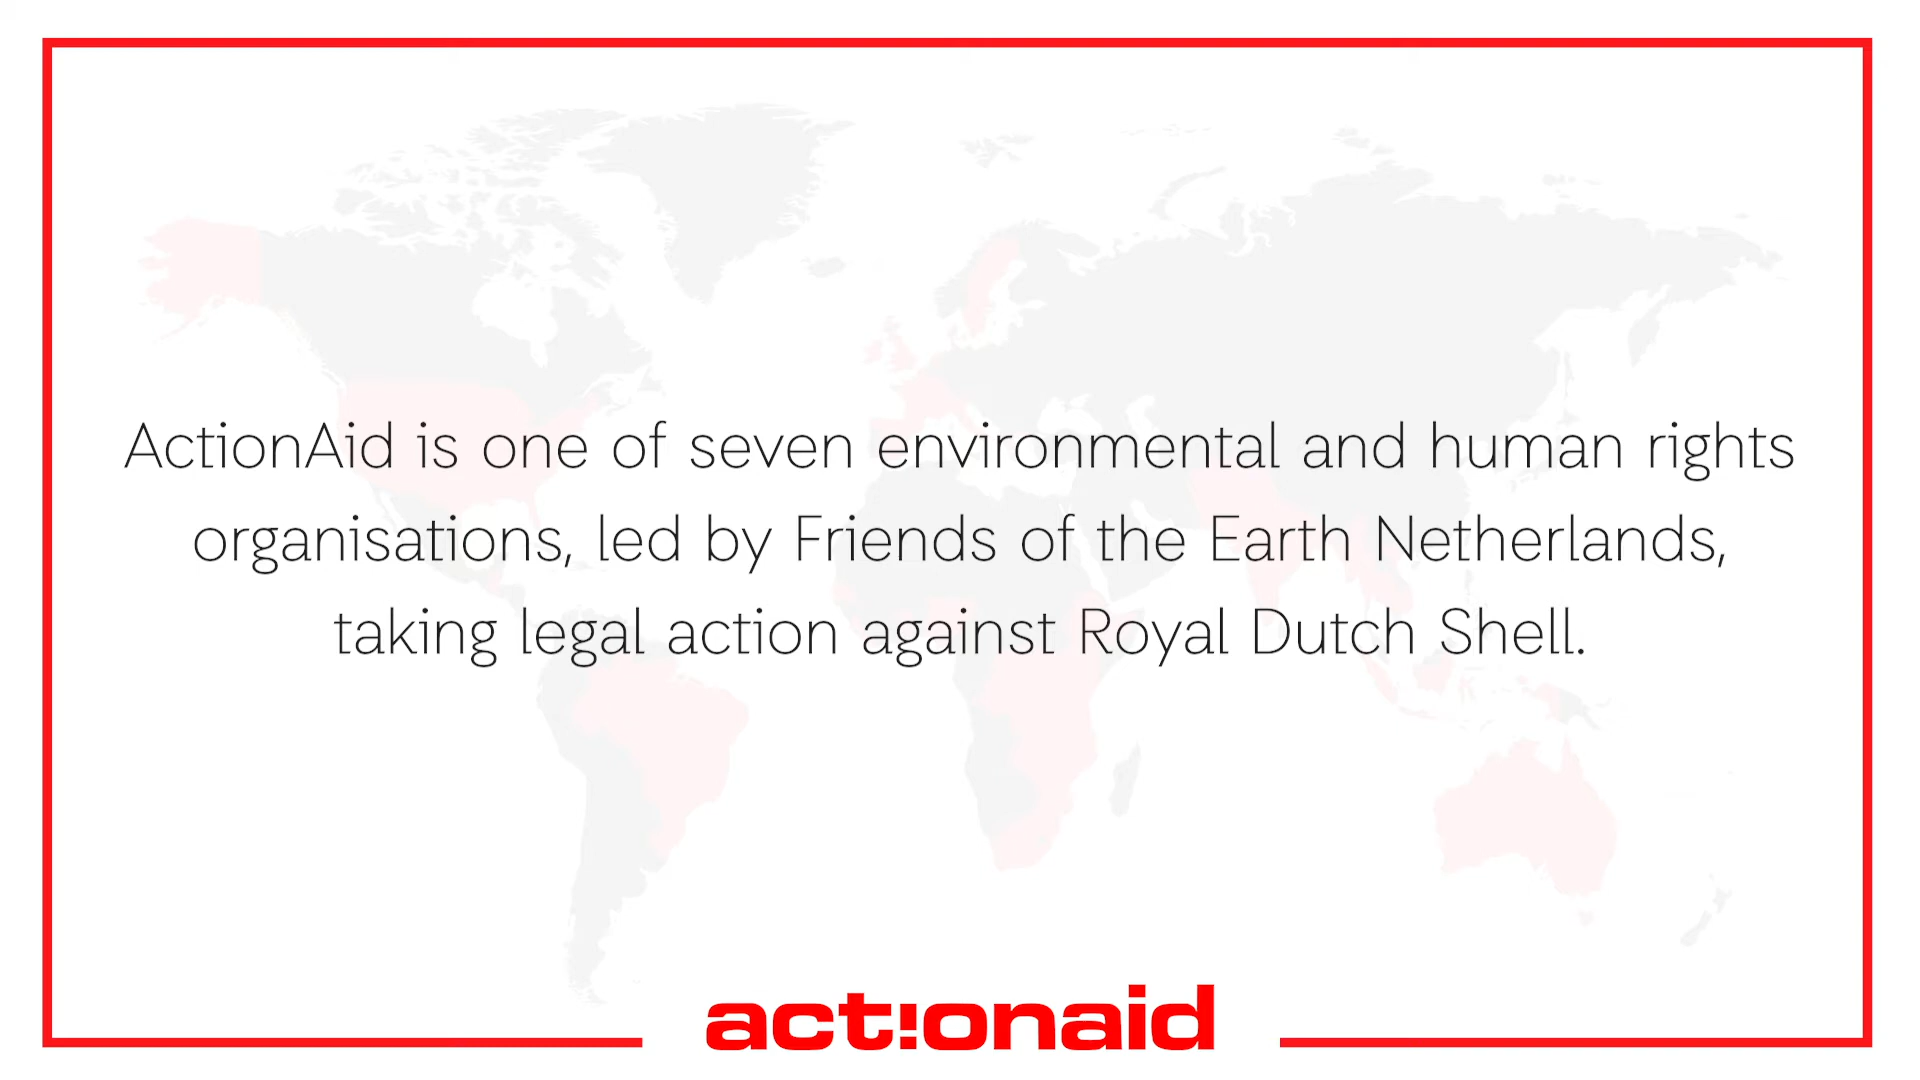 ActionAid is one of seven environmental and human rights
organisations, led by Friends of the Earth Netherlands,
taking legal action against Royal Dutch Shell.
act!onaid